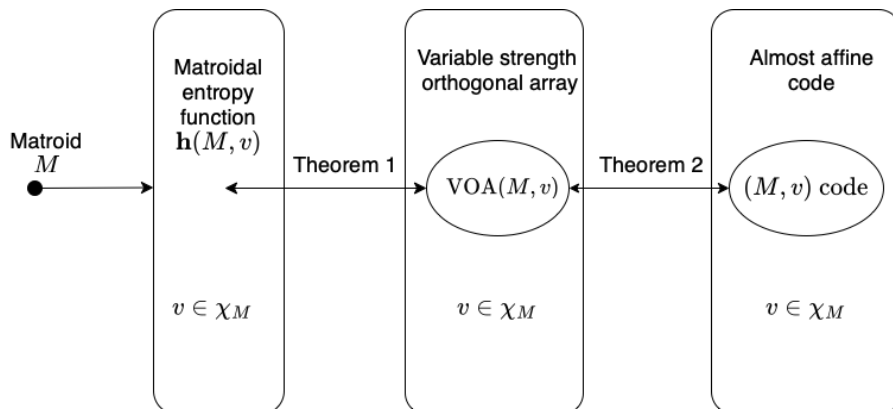 Matroid
M
Matroidal
entropy
function
h(M, v)
v ∈ χ_M
Theorem 1
Variable strength
orthogonal array
VOA(M, v)
v ∈ χ_M
Theorem 2
Almost affine
code
(M, v) code
v ∈ χ_M